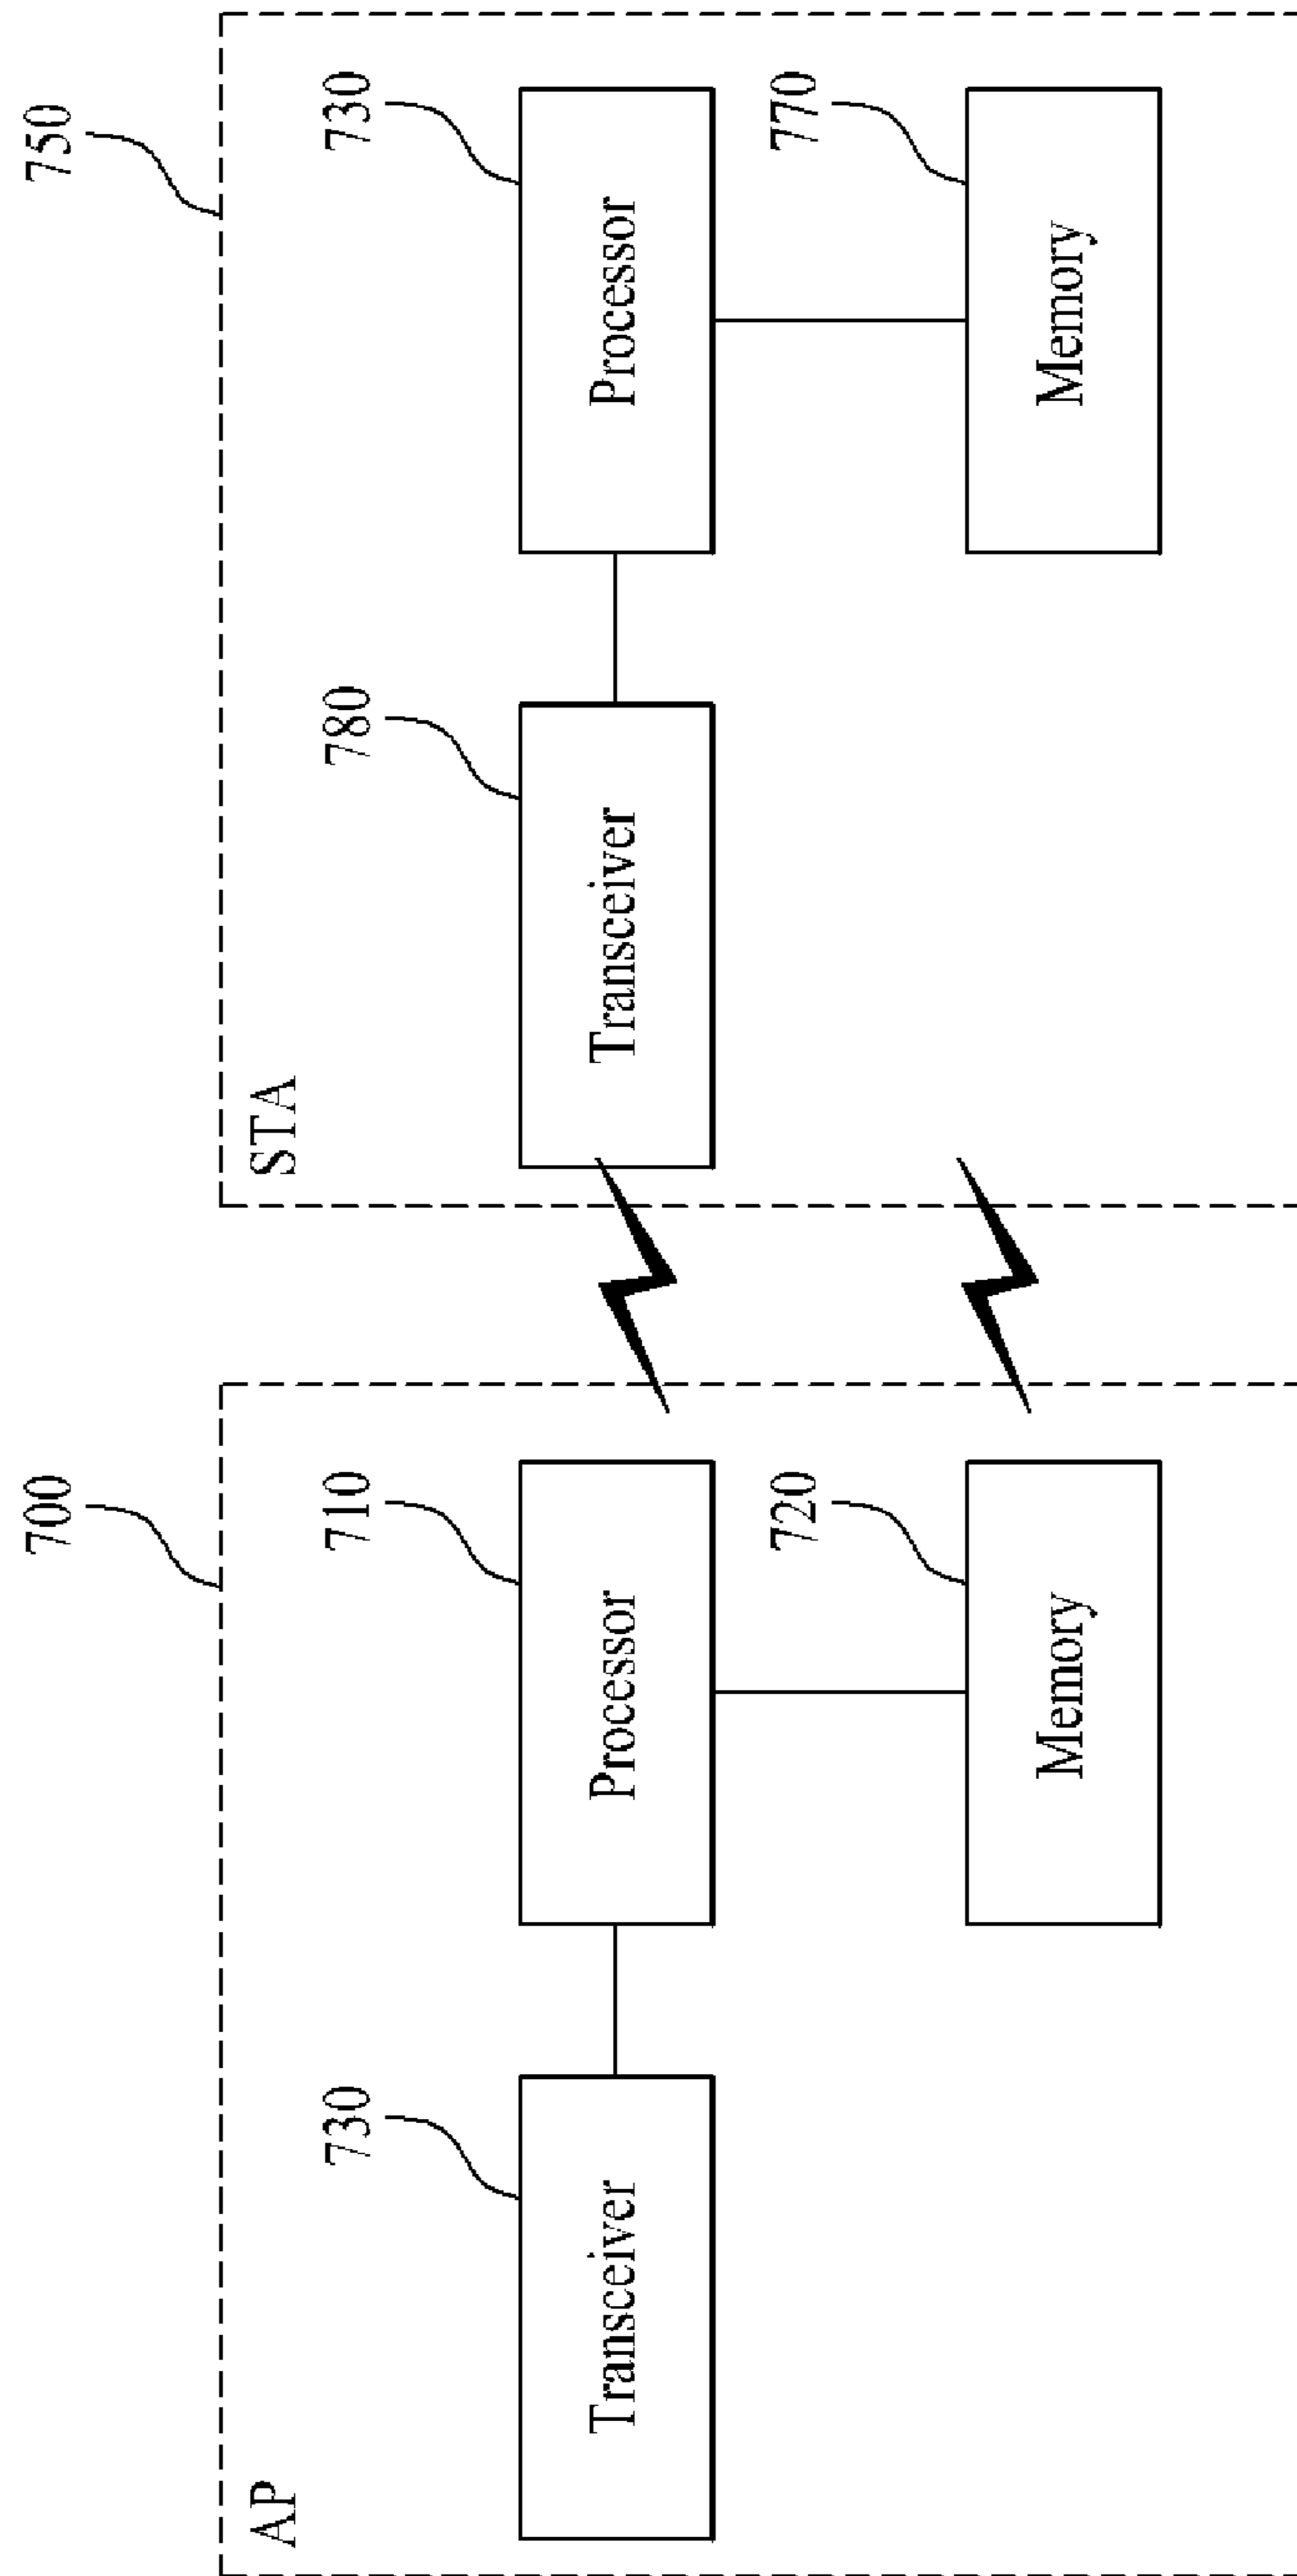 700
AP
730
Transceiver
710
Processor
720
Memory
750
STA
780
Transceiver
730
Processor
770
Memory